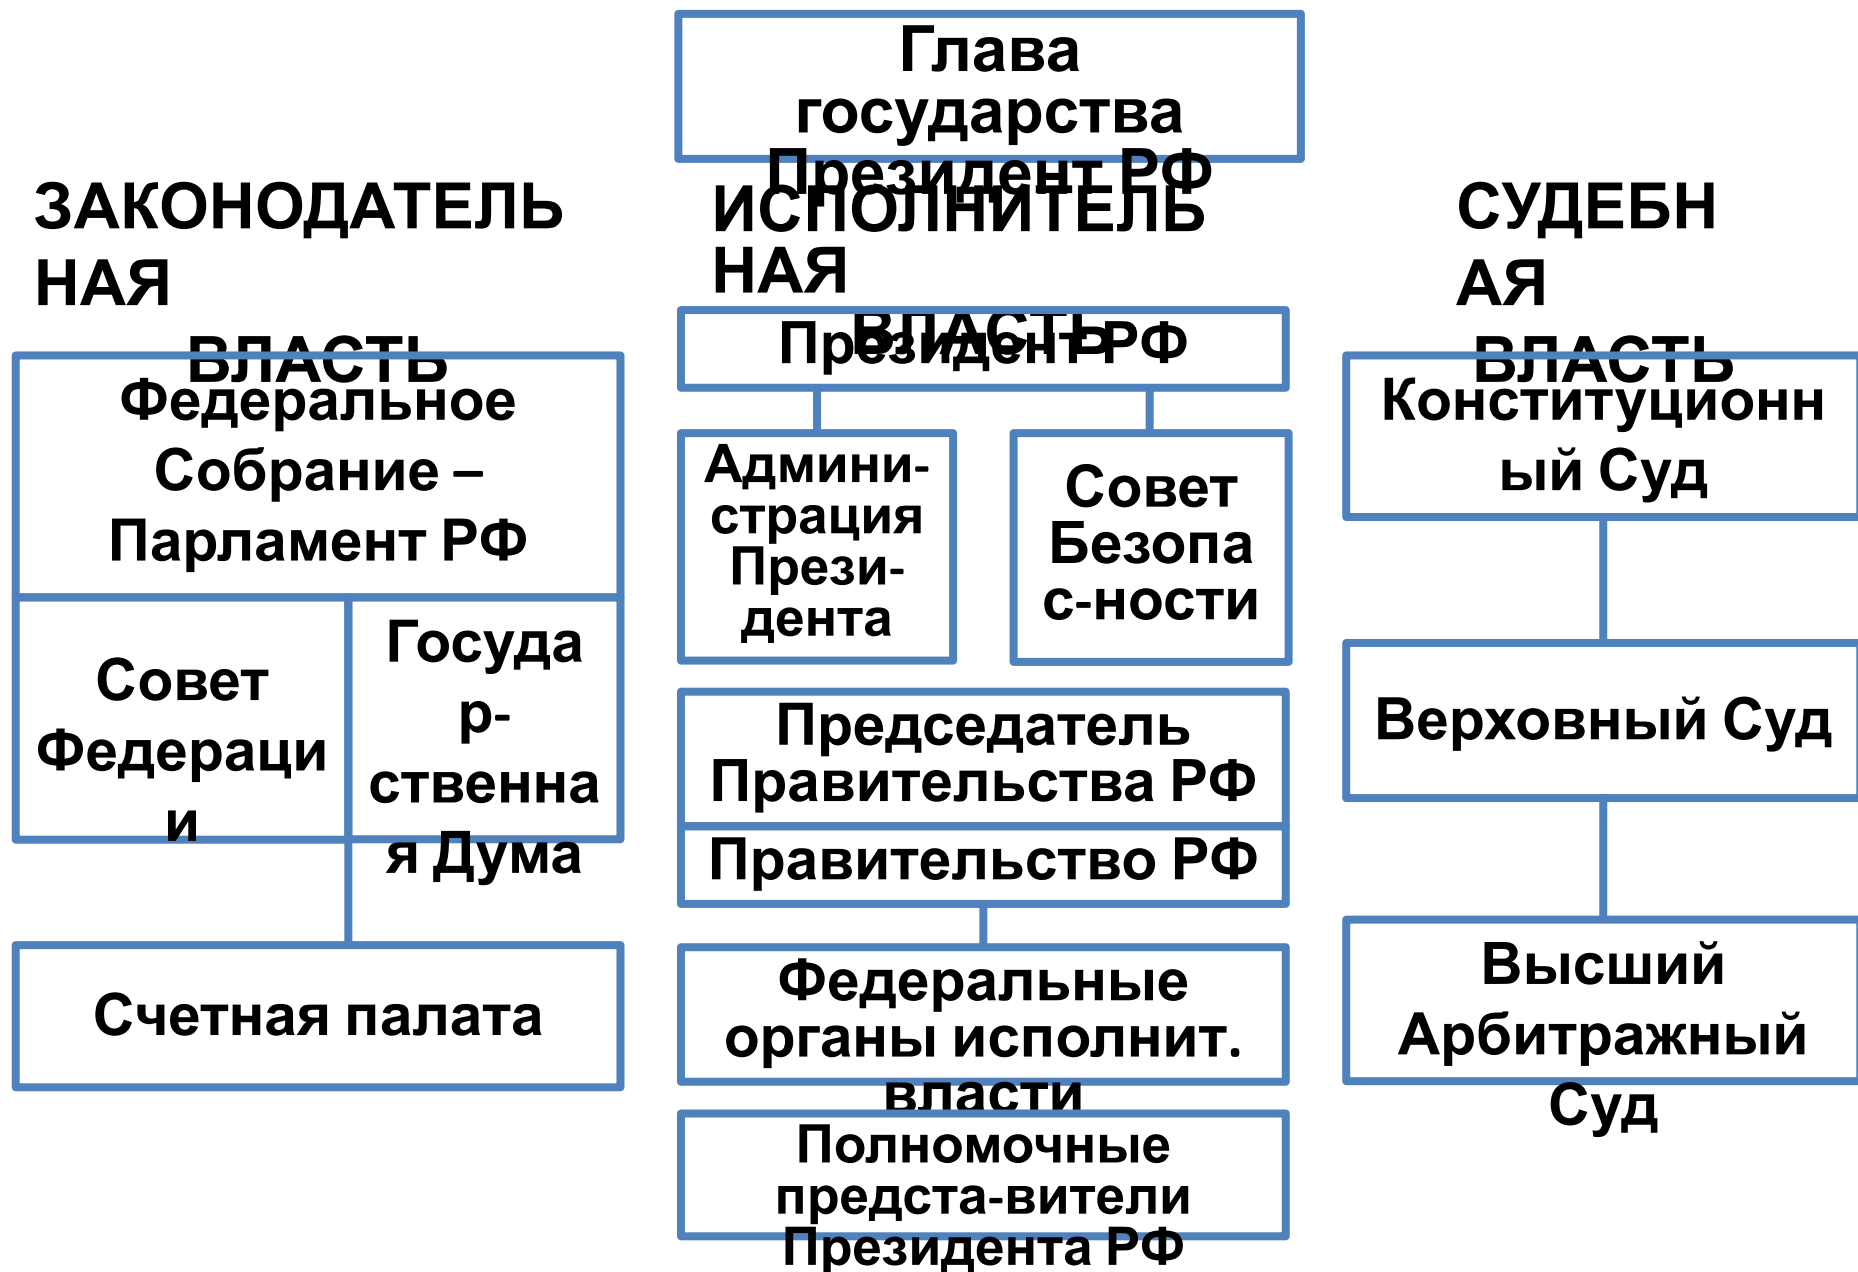 Глава
государства
Президент РФ
ЗАКОНОДАТЕЛЬ
НАЯ
ВЛАСТЬ
Федеральное
Собрание –
Парламент РФ
Совет
Федераци
и
Госуда
р-
ственна
я Дума
Счетная палата
ИСПОЛНИТЕЛЬ
НАЯ
ВЛАСТЬ
Президент РФ
Админи-
страция
Прези-
дента
Совет
Безопа
с-ности
Председатель
Правительства РФ
Правительство РФ
Федеральные
органы исполнит.
власти
Полномочные
предста-вители
Президента РФ
СУДЕБН
АЯ
ВЛАСТЬ
Конституционн
ый Суд
Верховный Суд
Высший
Арбитражный
Суд